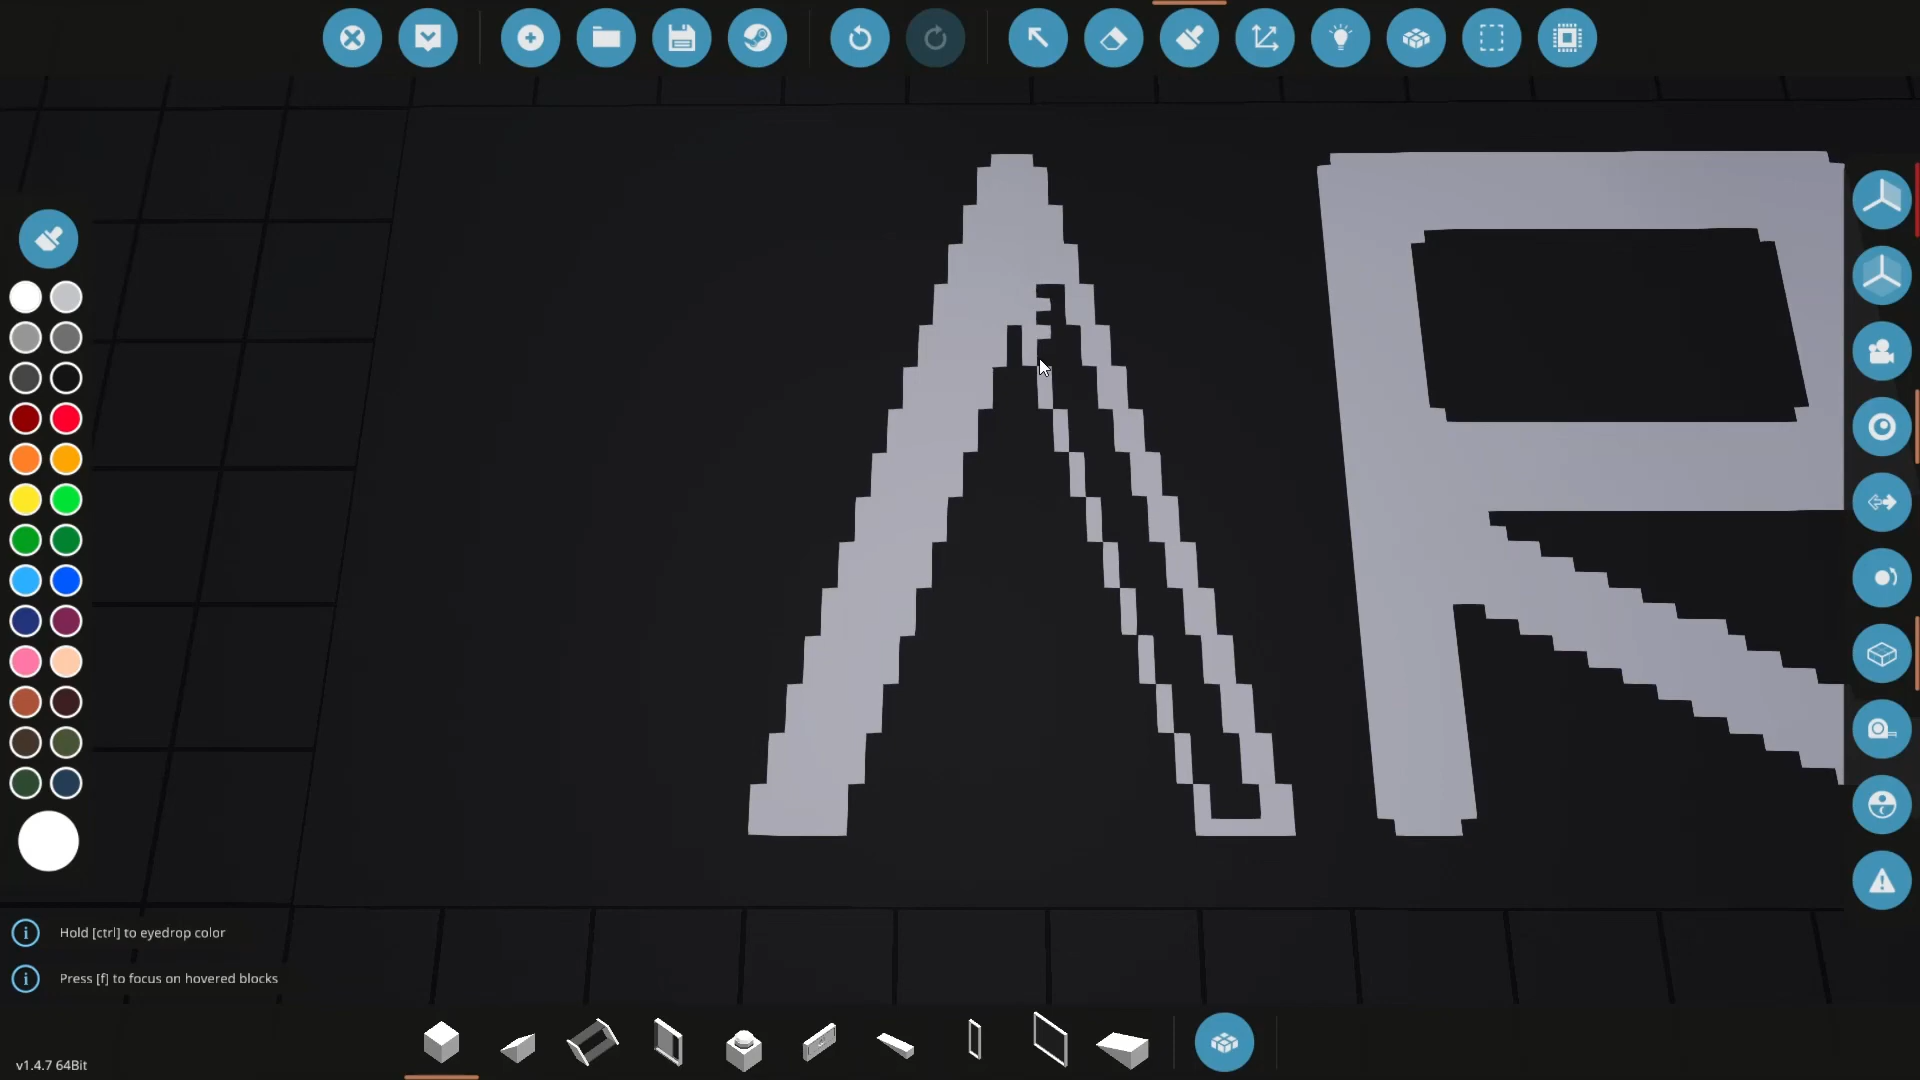 AR
Hold [ctrl] to eyedrop color
Press [f] to focus on hovered blocks
v1.4.7 64Bit